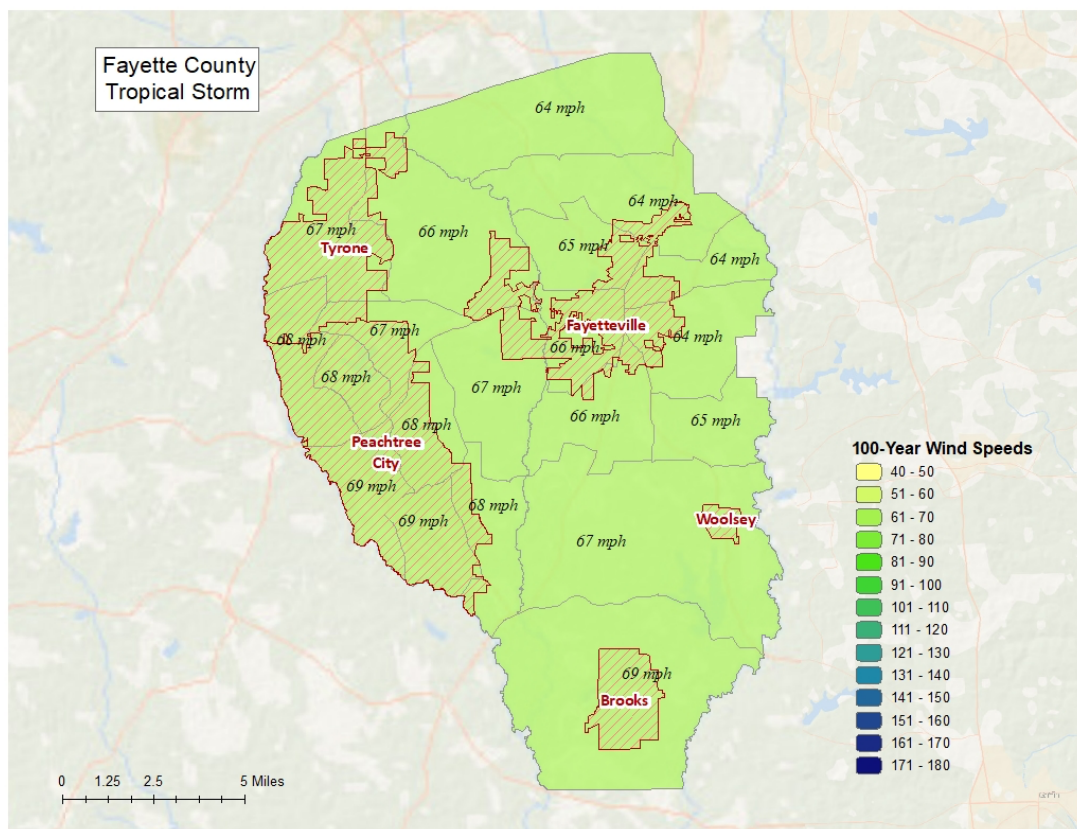 Fayette County
Tropical Storm
64 mph
64 mph
67 mph
66 mph
65 mph
Tyrone
64 mph
67 mph
Fayetteville
68 mph
64 mph
66 mph
68 mph
67 mph
66 mph
65 mph
68 mph
Peachtree
City
69 mph
68 mph
69 mph
Woolsey
67 mph
69 mph
Brooks
100-Year Wind Speeds
40 - 50
51 - 60
61 - 70
71 - 80
81 - 90
91 - 100
101 - 110
111 - 120
121 - 130
131 - 140
141 - 150
151 - 160
161 - 170
171 - 180
0 1.25 2.5 5 Miles